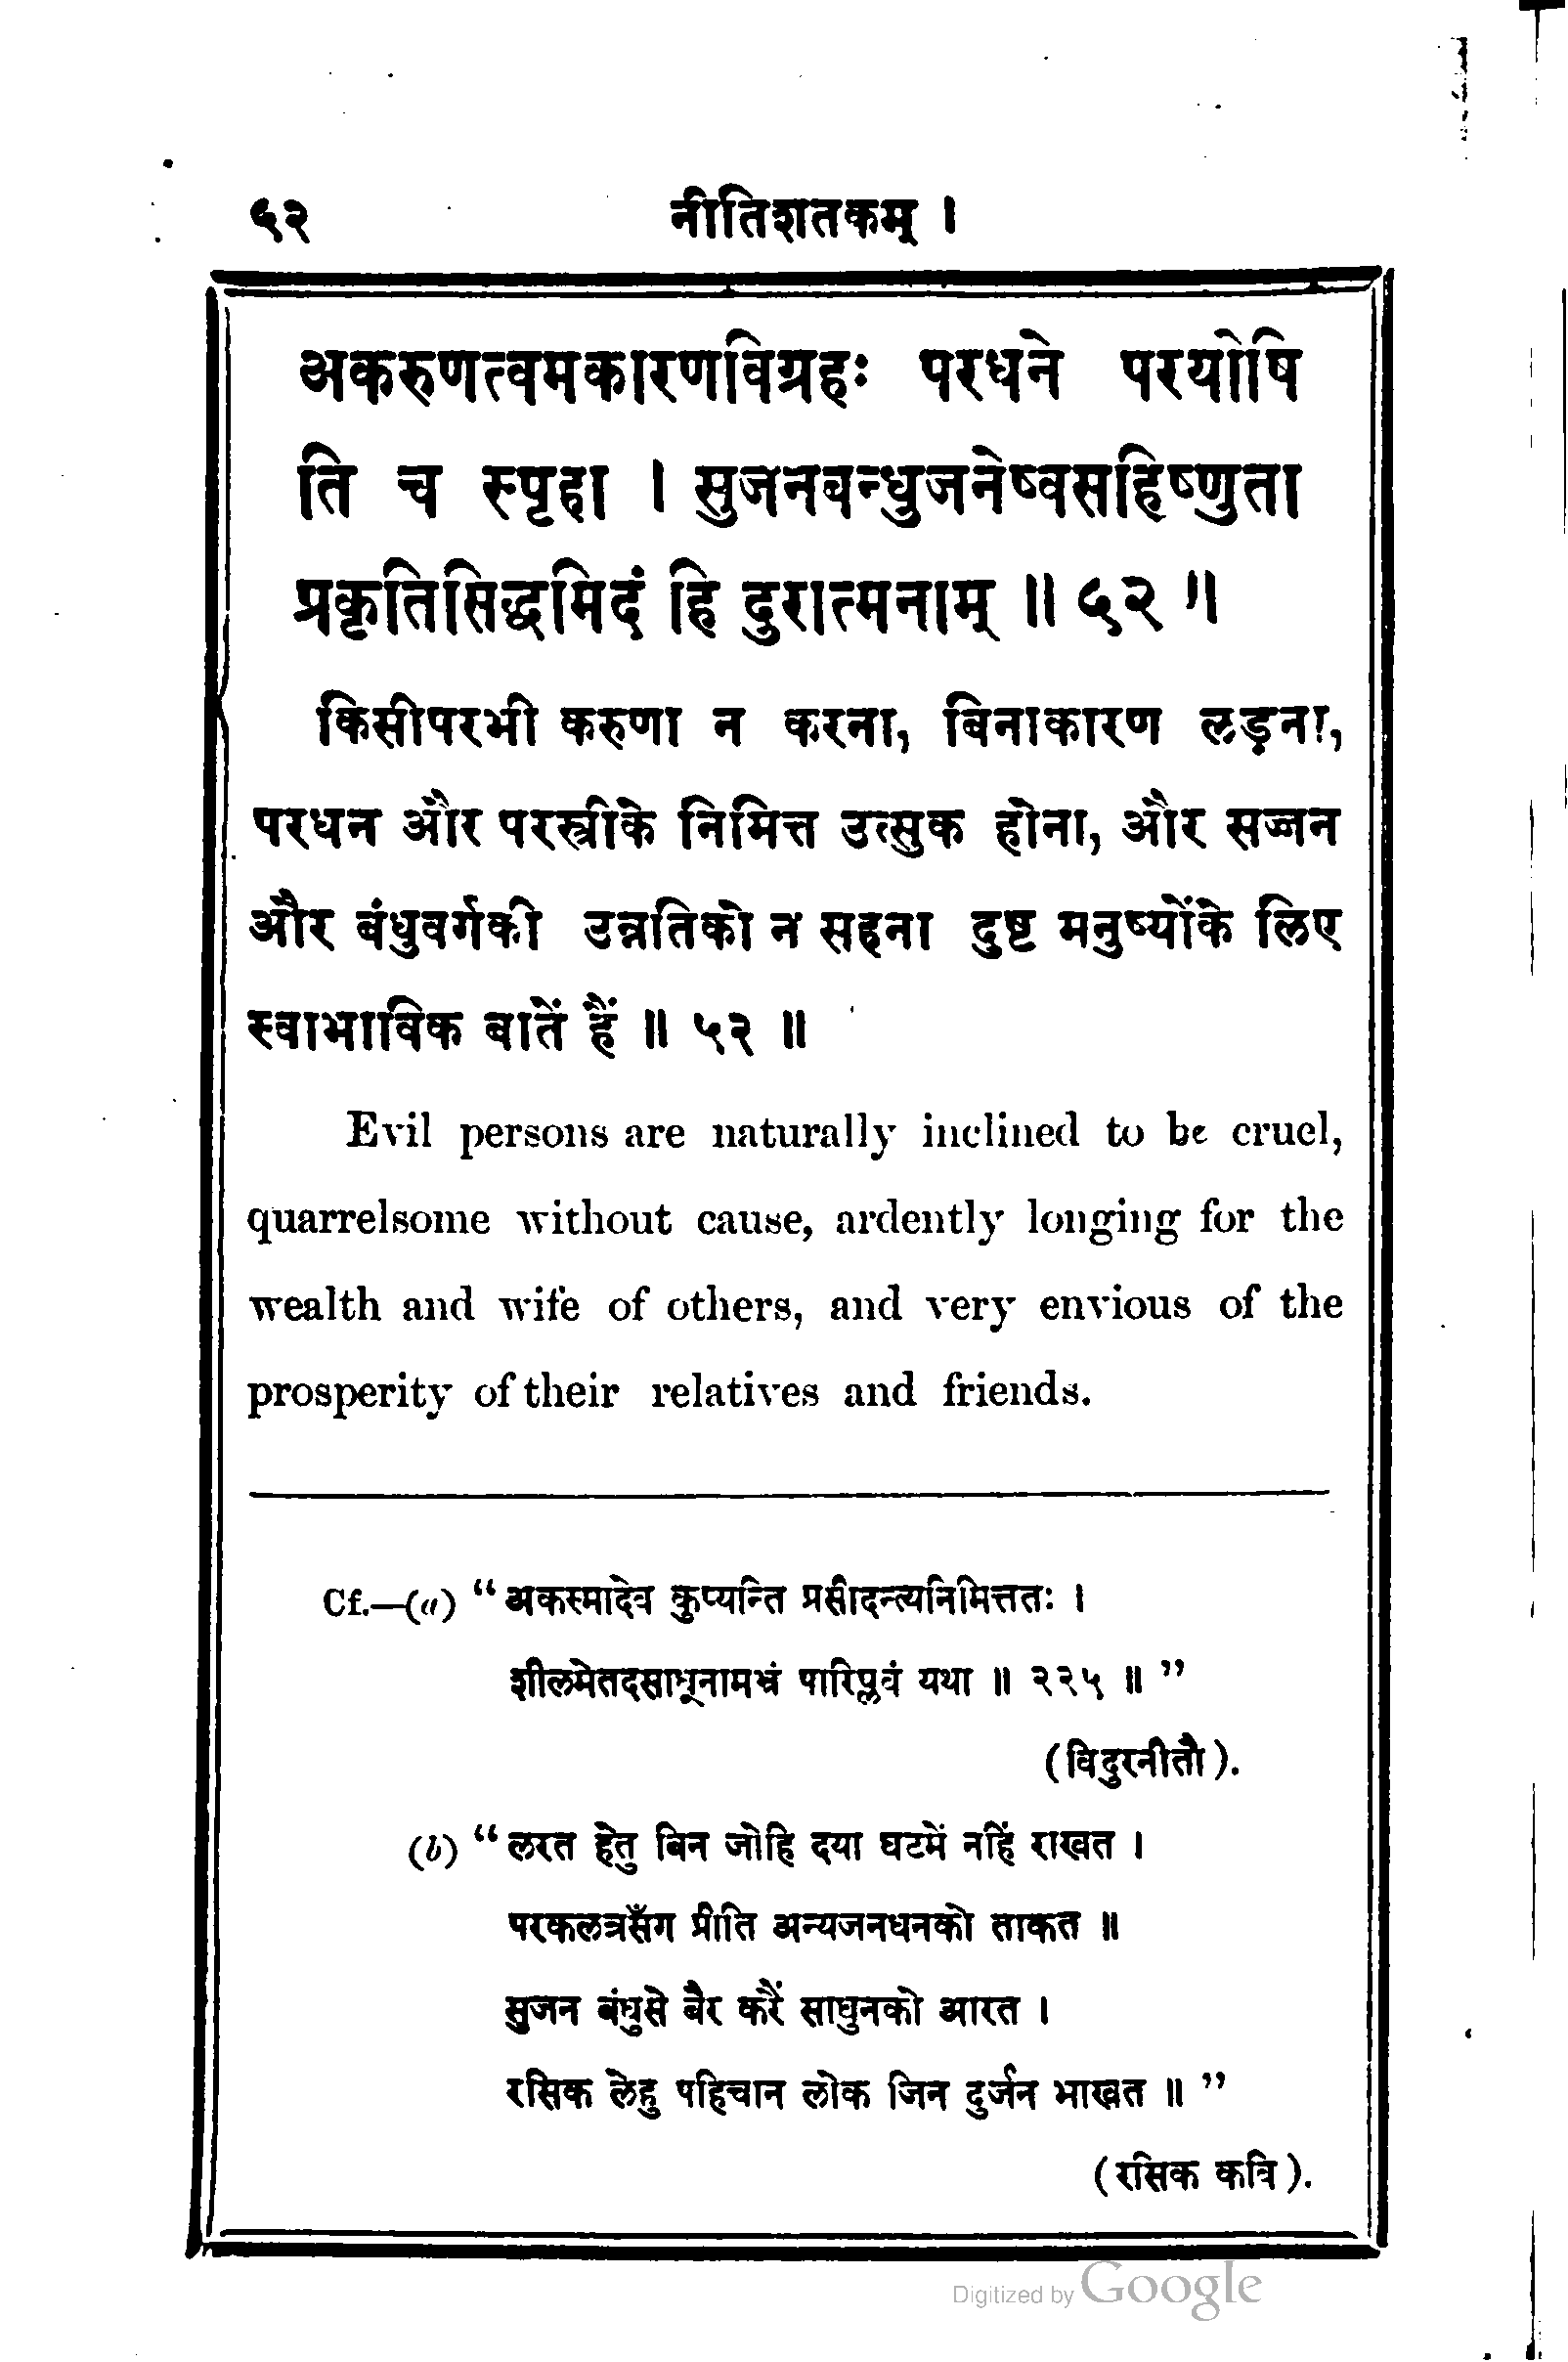 ५२ नीतिशतकम् ।
अकरुणत्वमकारणविग्रहः परधने परयोषि
ति च स्पृहा । सुजनबन्धुजनेष्वसहिष्णुता
प्रकृतिसिद्धमिदं हि दुरात्मनाम् ॥ ५२ ॥
किसीपरभी करुणा न करना, बिनाकारण लड़ना,
परधन और परस्त्रीके निमित्त उत्सुक होना, और सज्जन
और बंधुवर्गकी उन्नतिको न सहना दुष्ट मनुष्योंके लिए
स्वाभाविक बातें हैं ॥ ५२ ॥
Evil persons are naturally inclined to be cruel,
quarrelsome without cause, ardently longing for the
wealth and wife of others, and very envious of the
prosperity of their relatives and friends.
Cf.—(a) “ अकस्मादेव कुप्यन्ति प्रसीदन्त्यनिमित्ततः ।
शीलमेतदसाधूनामभ्रं पारिप्लवं यथा ॥ २२५ ॥ ”
(विदुरनीतौ).
(b) “ लरत हेतु बिन जोहि दया घटमें नहिं राखत ।
परकलत्रसँग प्रीति अन्यजनधनको ताकत ॥
सुजन बंधुसे बैर करैं साधुनको आरत ।
रसिक लेहु पहिचान लोक जिन दुर्जन भाखत ॥ ”
(रसिक कवि).
Digitized by Google